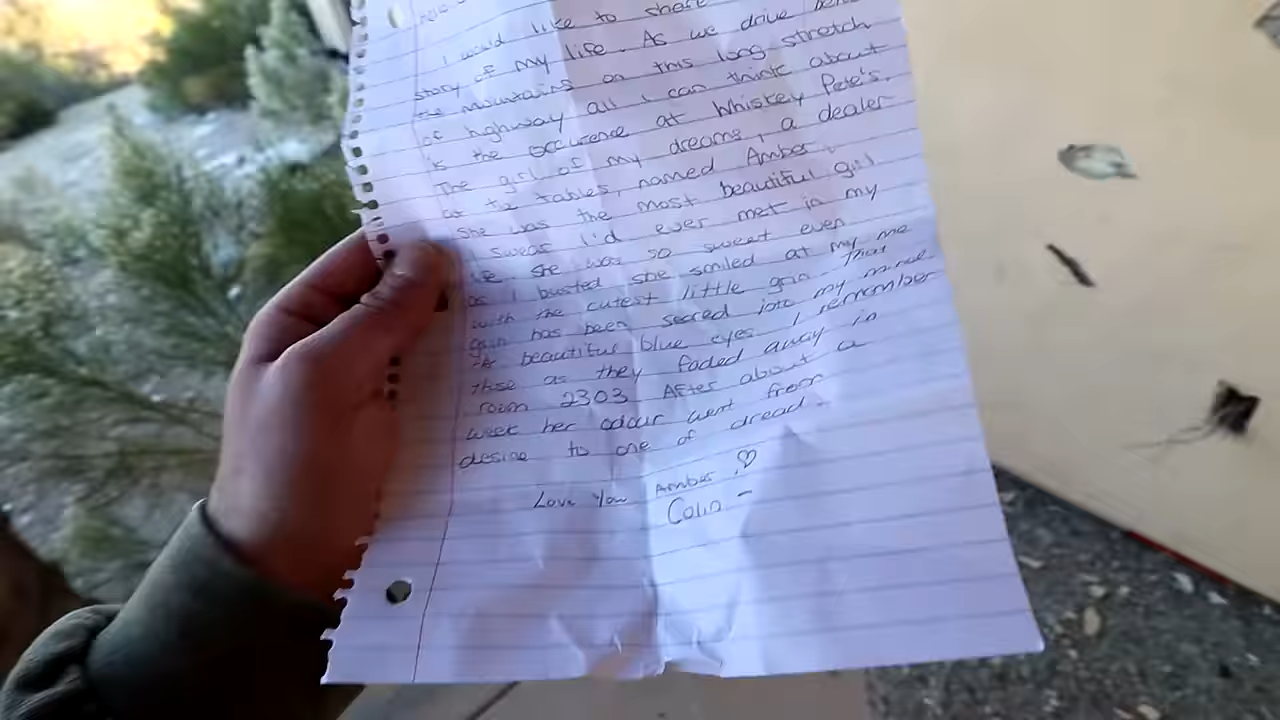 I would like to share
story of my life. As we drive
the mountains on this long stretch
of highway all I can think about
is the occurence at Whiskey Pete's.
The girl of my dreams, a dealer
at the tables, named Amber.
She was the most beautiful girl
I swear I'd ever met in my
She was so sweet even
as I busted she smiled at my me
with the cutest little grin. That
grin has been seared into my mind
beautiful blue eyes. I remember
those as they faded away in
room 2303 After about a
week her odour went from
desire to one of dread.
Love You Amber ♡
Colin -